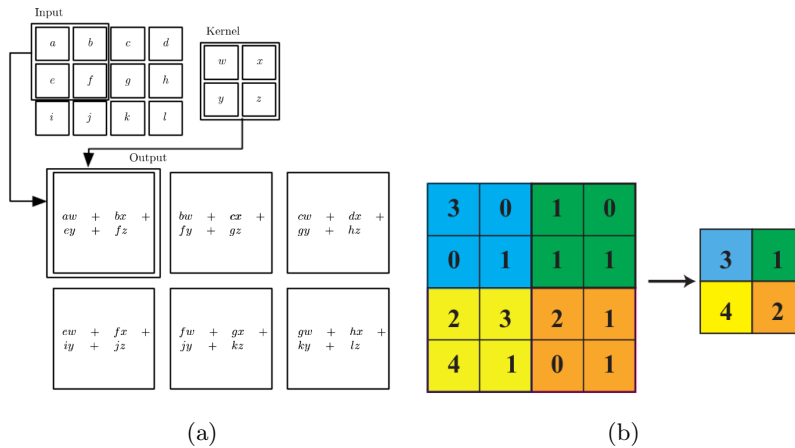 Input
a b c d
e f g h
i j k l
Kernel
w x
y z
Output
aw + bx +
ey + fz
bw + cx +
fy + gz
cw + dx +
gy + hz
ew + fx +
iy + jz
fw + gx +
jy + kz
gw + hx +
ky + lz
(a)
3 0 1 0
0 1 1 1
2 3 2 1
4 1 0 1
3 1
4 2
(b)